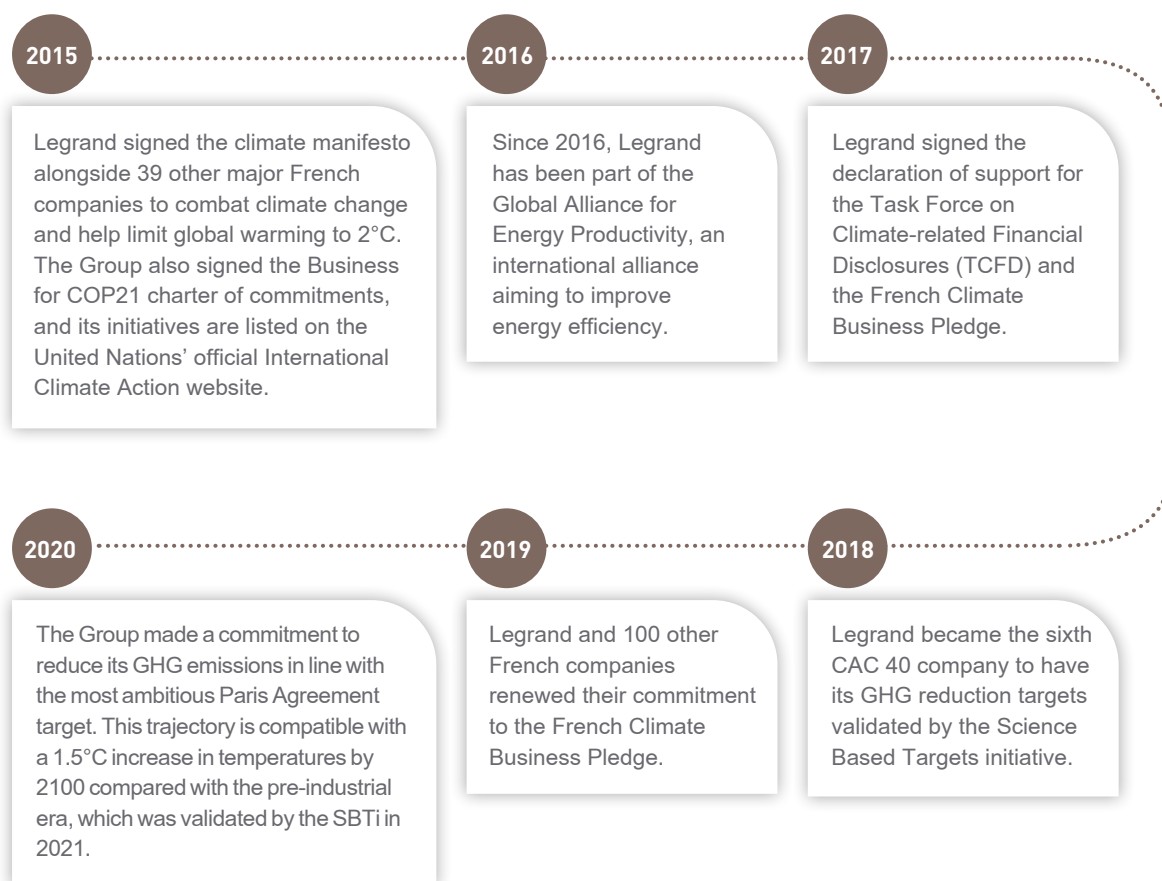 2015
Legrand signed the climate manifesto
alongside 39 other major French
companies to combat climate change
and help limit global warming to 2°C.
The Group also signed the Business
for COP21 charter of commitments,
and its initiatives are listed on the
United Nations’ official International
Climate Action website.
2016
Since 2016, Legrand
has been part of the
Global Alliance for
Energy Productivity, an
international alliance
aiming to improve
energy efficiency.
2017
Legrand signed the
declaration of support for
the Task Force on
Climate-related Financial
Disclosures (TCFD) and
the French Climate
Business Pledge.
2018
Legrand became the sixth
CAC 40 company to have
its GHG reduction targets
validated by the Science
Based Targets initiative.
2019
Legrand and 100 other
French companies
renewed their commitment
to the French Climate
Business Pledge.
2020
The Group made a commitment to
reduce its GHG emissions in line with
the most ambitious Paris Agreement
target. This trajectory is compatible with
a 1.5°C increase in temperatures by
2100 compared with the pre-industrial
era, which was validated by the SBTi in
2021.